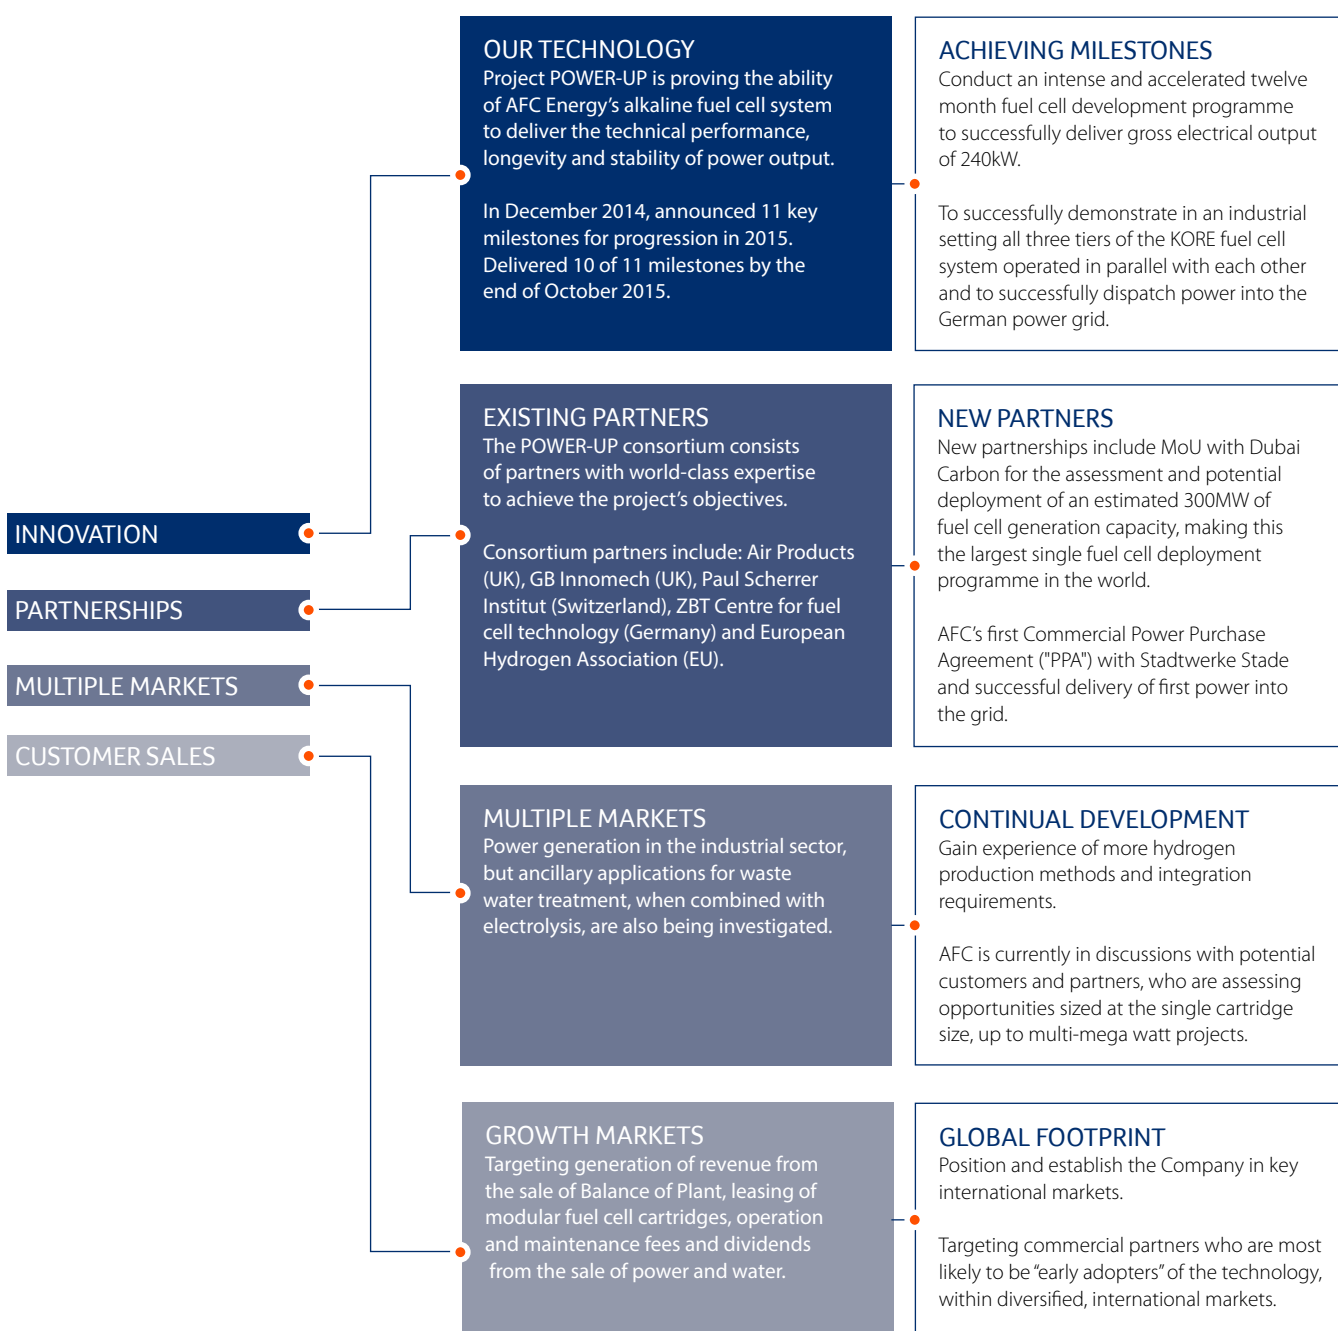 INNOVATION
PARTNERSHIPS
MULTIPLE MARKETS
CUSTOMER SALES
OUR TECHNOLOGY
Project POWER-UP is proving the ability
of AFC Energy’s alkaline fuel cell system
to deliver the technical performance,
longevity and stability of power output.
In December 2014, announced 11 key
milestones for progression in 2015.
Delivered 10 of 11 milestones by the
end of October 2015.
ACHIEVING MILESTONES
Conduct an intense and accelerated twelve
month fuel cell development programme
to successfully deliver gross electrical output
of 240kW.
To successfully demonstrate in an industrial
setting all three tiers of the KORE fuel cell
system operated in parallel with each other
and to successfully dispatch power into the
German power grid.
EXISTING PARTNERS
The POWER-UP consortium consists
of partners with world-class expertise
to achieve the project’s objectives.
Consortium partners include: Air Products
(UK), GB Innomech (UK), Paul Scherrer
Institut (Switzerland), ZBT Centre for fuel
cell technology (Germany) and European
Hydrogen Association (EU).
NEW PARTNERS
New partnerships include MoU with Dubai
Carbon for the assessment and potential
deployment of an estimated 300MW of
fuel cell generation capacity, making this
the largest single fuel cell deployment
programme in the world.
AFC’s first Commercial Power Purchase
Agreement ("PPA") with Stadtwerke Stade
and successful delivery of first power into
the grid.
MULTIPLE MARKETS
Power generation in the industrial sector,
but ancillary applications for waste
water treatment, when combined with
electrolysis, are also being investigated.
CONTINUAL DEVELOPMENT
Gain experience of more hydrogen
production methods and integration
requirements.
AFC is currently in discussions with potential
customers and partners, who are assessing
opportunities sized at the single cartridge
size, up to multi-mega watt projects.
GROWTH MARKETS
Targeting generation of revenue from
the sale of Balance of Plant, leasing of
modular fuel cell cartridges, operation
and maintenance fees and dividends
from the sale of power and water.
GLOBAL FOOTPRINT
Position and establish the Company in key
international markets.
Targeting commercial partners who are most
likely to be “early adopters” of the technology,
within diversified, international markets.